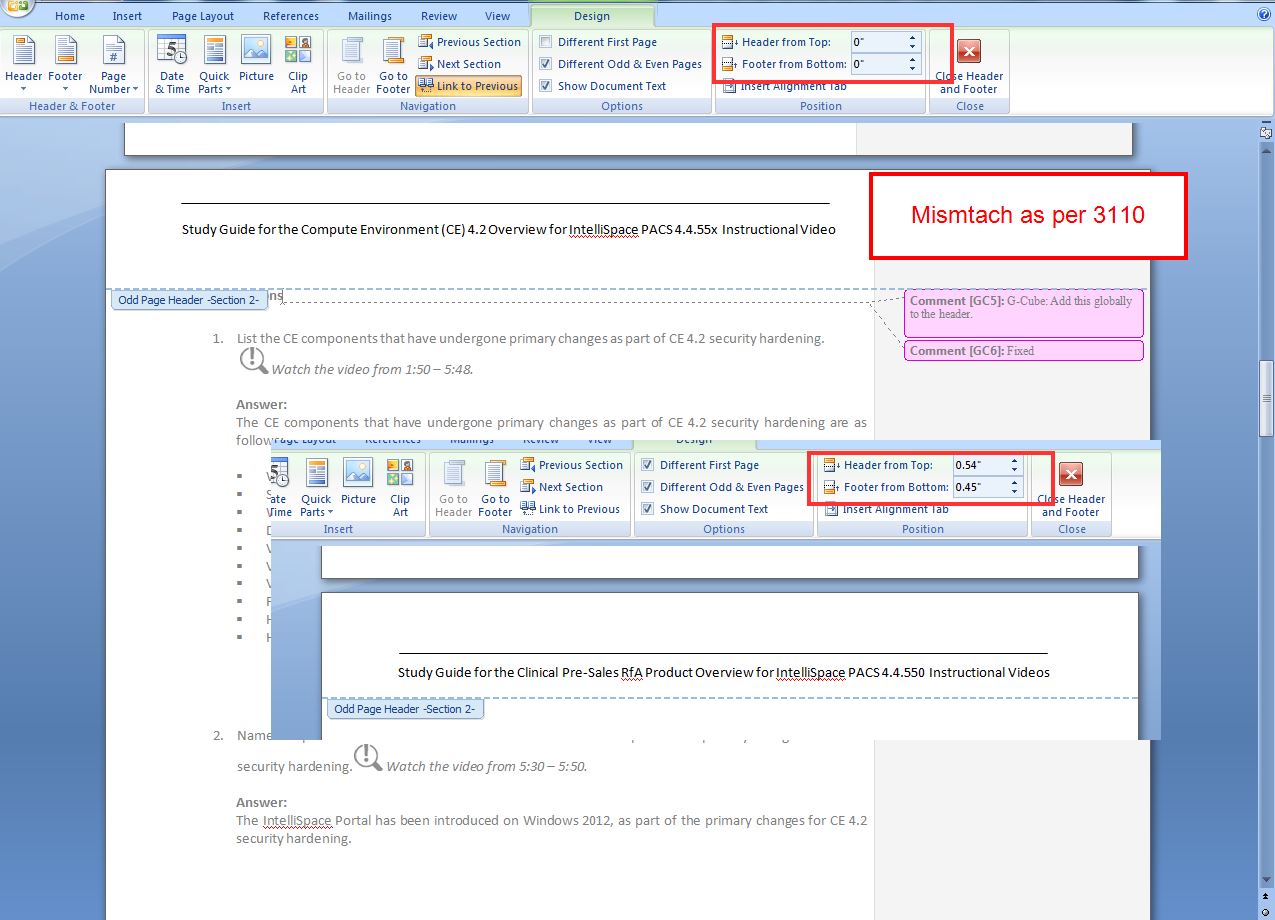 Home Insert Page Layout References Mailings Review View Design
Header Footer Page Number
Header & Footer
Date & Time Quick Parts Picture Clip Art
Insert
Go to Header Go to Footer
Previous Section
Next Section
Link to Previous
Navigation
Different First Page
Different Odd & Even Pages
Show Document Text
Options
Header from Top: 0"
Footer from Bottom: 0"
Insert Alignment Tab
Position
Close Header
and Footer
Close
Mismtach as per 3110
Study Guide for the Compute Environment (CE) 4.2 Overview for IntelliSpace PACS 4.4.55x Instructional Video
Odd Page Header -Section 2- ns
Comment [GC5]: G-Cube: Add this globally
to the header.
Comment [GC6]: Fixed
1. List the CE components that have undergone primary changes as part of CE 4.2 security hardening.
Watch the video from 1:50 – 5:48.
Answer:
The CE components that have undergone primary changes as part of CE 4.2 security hardening are as
follow
age Layout References Mailings Review View Design
ate Time Quick Parts Picture Clip Art
Insert
Go to Header Go to Footer
Previous Section
Next Section
Link to Previous
Navigation
Different First Page
Different Odd & Even Pages
Show Document Text
Options
Header from Top: 0.54"
Footer from Bottom: 0.45"
Insert Alignment Tab
Position
Close Header
and Footer
Close
Study Guide for the Clinical Pre-Sales RfA Product Overview for IntelliSpace PACS 4.4.550 Instructional Videos
Odd Page Header -Section 2-
2. Name
security hardening. Watch the video from 5:30 – 5:50.
Answer:
The IntelliSpace Portal has been introduced on Windows 2012, as part of the primary changes for CE 4.2
security hardening.